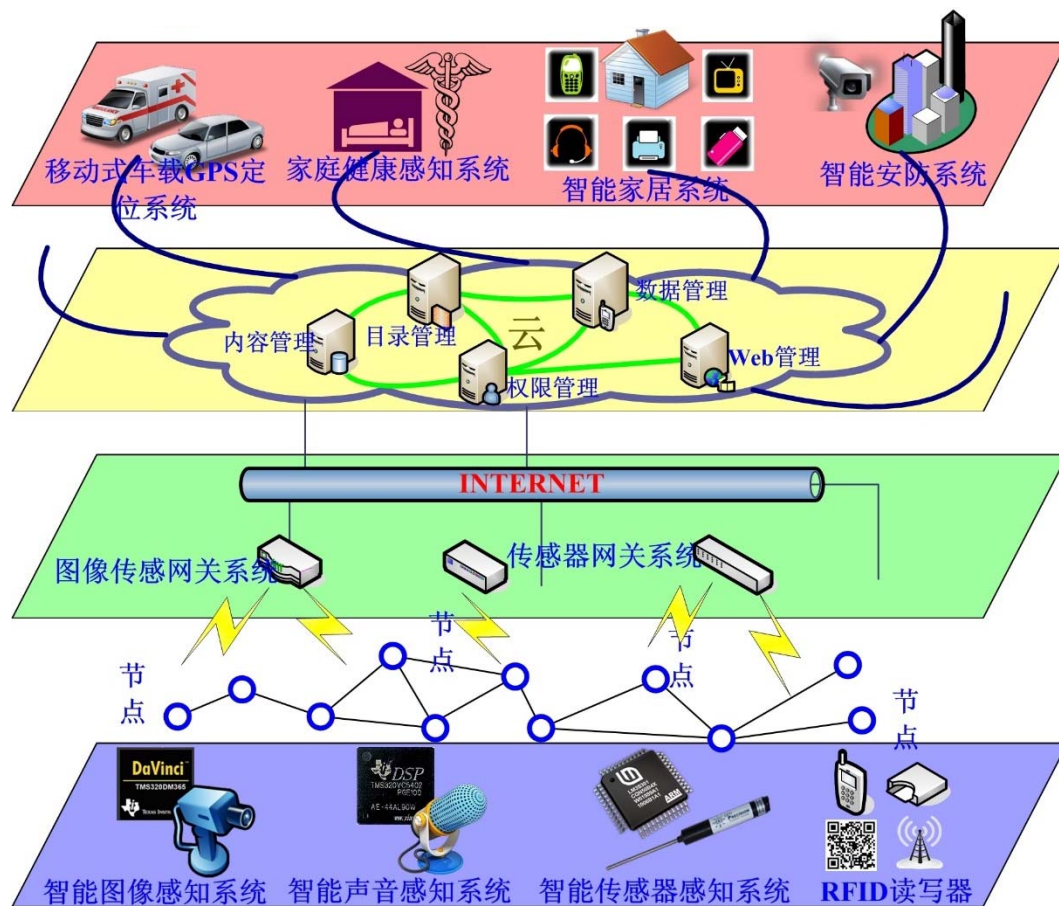 移动式车载GPS定
位系统
家庭健康感知系统
智能家居系统
智能安防系统
数据管理
目录管理
云
内容管理
Web管理
权限管理
INTERNET
图像传感网关系统
传感器网关系统
节点
节点
节点
节点
DaVinci
TMS320DM365
DSP
TMS320VC5402
ARM
智能图像感知系统
智能声音感知系统
智能传感器感知系统
RFID读写器